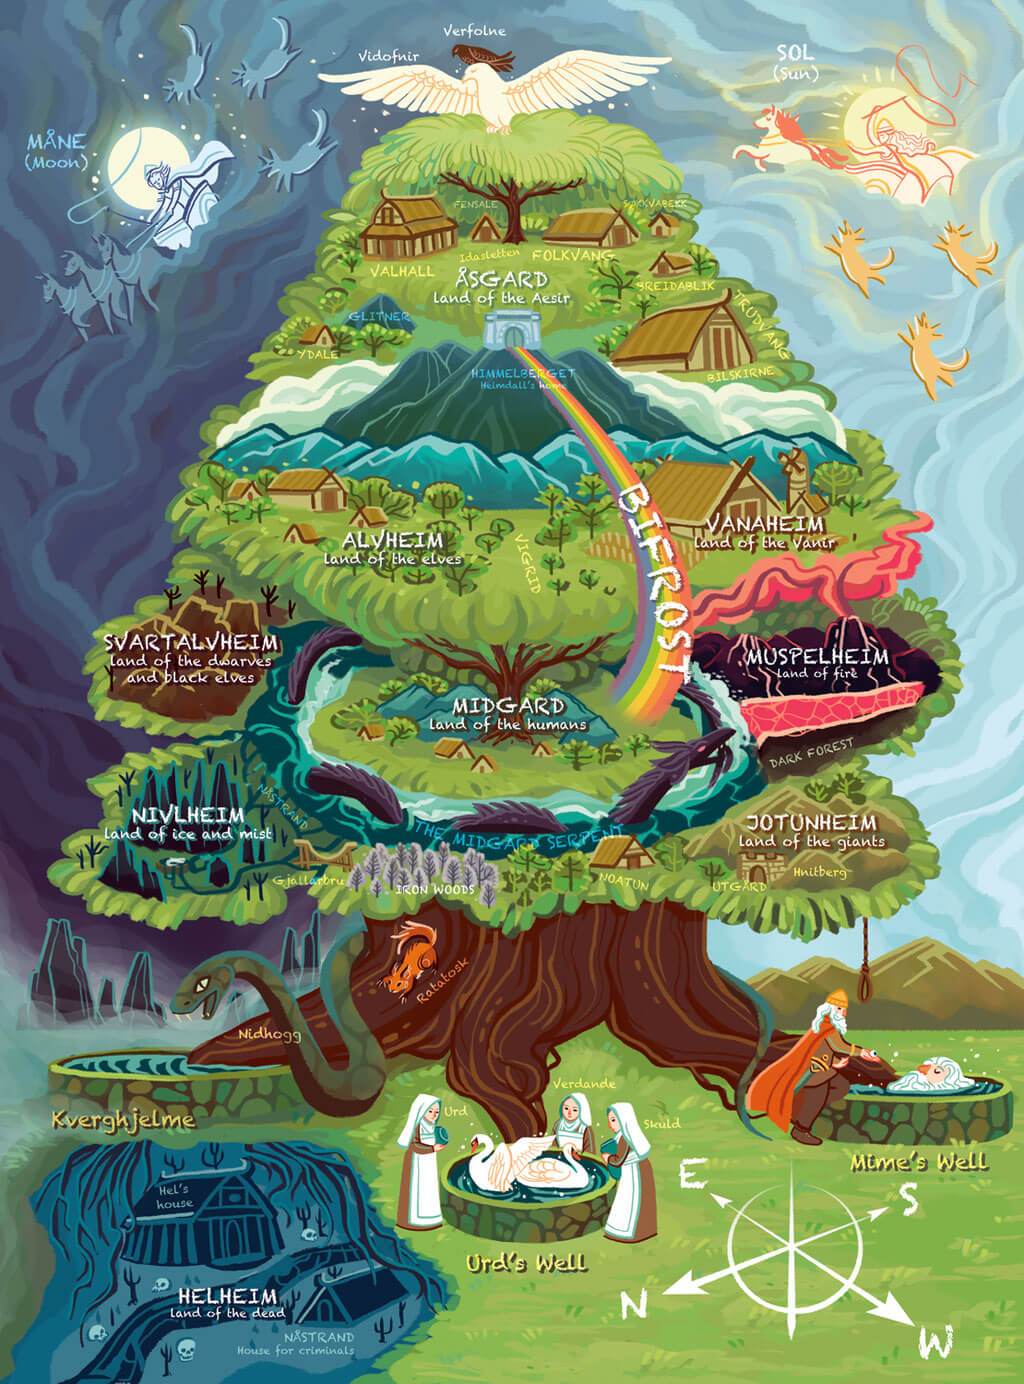 Verfolne
Vidofnir
SOL
(Sun)
MÅNE
(Moon)
FENSALE
SØKKVABEKK
VALHALL
Idasletten
FOLKVANG
ÅSGARD
land of the Aesir
BREIDABLIK
GLITNER
TRUDVANG
YDALE
HIMMELBERGET
Heimdall's home
BILSKIRNE
BIFROST
VANAHEIM
land of the Vanir
ALVHEIM
land of the elves
VIGRID
SVARTALVHEIM
land of the dwarves
and black elves
MUSPELHEIM
land of fire
MIDGARD
land of the humans
DARK FOREST
NIVLHEIM
land of ice and mist
NÅSTRAND
THE MIDGARD SERPENT
JOTUNHEIM
land of the giants
Gjallarbru
IRON WOODS
NOATUN
UTGÅRD
Hnitberg
Ratatosk
Nidhogg
Kverghjelme
Urd
Verdande
Skuld
Mime's Well
Hel's
house
Urd's Well
HELHEIM
land of the dead
NÅSTRAND
House for criminals
E
S
N
W